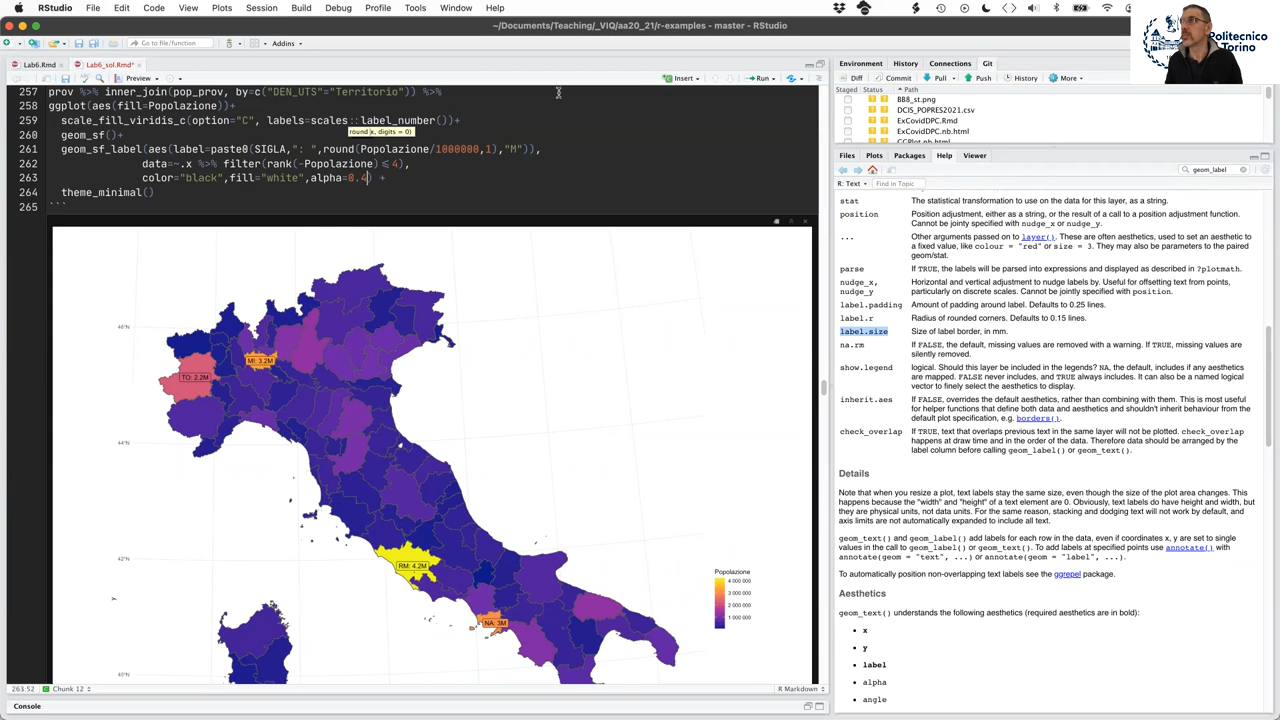 RStudio File Edit Code View Plots Session Build Debug Profile Tools Window Help
~/Documents/Teaching/_VIQ/aa20_21/r-examples - master - RStudio
Politecnico
Torino
Go to file/function Addins
Lab6.Rmd Lab6_sol.Rmd*
Preview Insert Run
257 prov %>% inner_join(pop_prov, by=c("DEN_UTS"="Territorio")) %>%
258 ggplot(aes(fill=Popolazione))+
259 scale_fill_viridis_c(option="C", labels=scales::label_number())+
260 geom_sf()+
round(x, digits = 0)
261 geom_sf_label(aes(label=paste0(SIGLA,": ",round(Popolazione/1000000,1),"M")),
262 data=~.x %>% filter(rank(-Popolazione)<=4),
263 color="black",fill="white",alpha=0.4) +
264 theme_minimal()
265 ```
46°N
MI: 3.2M
TO: 2.2M
44°N
42°N
RM: 4.2M
Popolazione
4 000 000
3 000 000
2 000 000
1 000 000
y
NA: 3M
40°N
263:52 Chunk 12 R Markdown
Console
Environment History Connections Git
Diff Commit Pull Push History More
Staged Status Path
BB8_st.png
DCIS_POPRES2021.csv
ExCovidDPC.Rmd
ExCovidDPC.nb.html
Files Plots Packages Help Viewer
geom_label
R: Text Find in Topic
stat The statistical transformation to use on the data for this layer, as a string.
position Position adjustment, either as a string, or the result of a call to a position adjustment function.
Cannot be jointly specified with nudge_x or nudge_y.
... Other arguments passed on to layer(). These are often aesthetics, used to set an aesthetic to
a fixed value, like colour = "red" or size = 3. They may also be parameters to the paired
geom/stat.
parse If TRUE, the labels will be parsed into expressions and displayed as described in ?plotmath.
nudge_x, Horizontal and vertical adjustment to nudge labels by. Useful for offsetting text from points,
nudge_y particularly on discrete scales. Cannot be jointly specified with position.
label.padding Amount of padding around label. Defaults to 0.25 lines.
label.r Radius of rounded corners. Defaults to 0.15 lines.
label.size Size of label border, in mm.
na.rm If FALSE, the default, missing values are removed with a warning. If TRUE, missing values are
silently removed.
show.legend logical. Should this layer be included in the legends? NA, the default, includes if any aesthetics
are mapped. FALSE never includes, and TRUE always includes. It can also be a named logical
vector to finely select the aesthetics to display.
inherit.aes If FALSE, overrides the default aesthetics, rather than combining with them. This is most useful
for helper functions that define both data and aesthetics and shouldn't inherit behaviour from the
default plot specification, e.g. borders().
check_overlap If TRUE, text that overlaps previous text in the same layer will not be plotted. check_overlap
happens at draw time and in the order of the data. Therefore data should be arranged by the
label column before calling geom_label() or geom_text().
Details
Note that when you resize a plot, text labels stay the same size, even though the size of the plot area changes. This
happens because the "width" and "height" of a text element are 0. Obviously, text labels do have height and width, but
they are physical units, not data units. For the same reason, stacking and dodging text will not work by default, and
axis limits are not automatically expanded to include all text.
geom_text() and geom_label() add labels for each row in the data, even if coordinates x, y are set to single
values in the call to geom_label() or geom_text(). To add labels at specified points use annotate() with
annotate(geom = "text", ...) or annotate(geom = "label", ...).
To automatically position non-overlapping text labels see the ggrepel package.
Aesthetics
geom_text() understands the following aesthetics (required aesthetics are in bold):
• x
• y
• label
• alpha
• angle